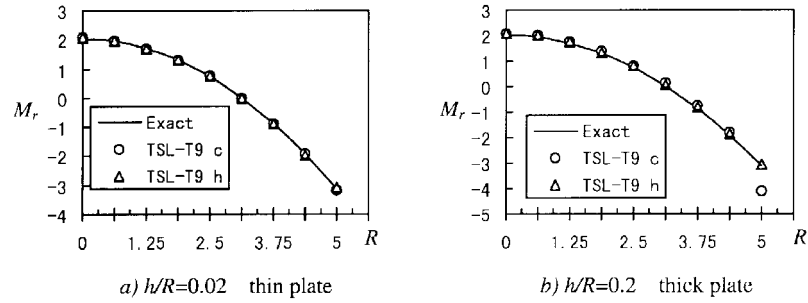 3
2
1
0
M_r
-1
-2
-3
-4
Exact
TSL-T9 c
TSL-T9 h
0 1.25 2.5 3.75 5 R
a) h/R=0.02 thin plate
3
2
1
0
M_r -1
-2
-3
-4
-5
Exact
TSL-T9 c
TSL-T9 h
0 1.25 2.5 3.75 5 R
b) h/R=0.2 thick plate